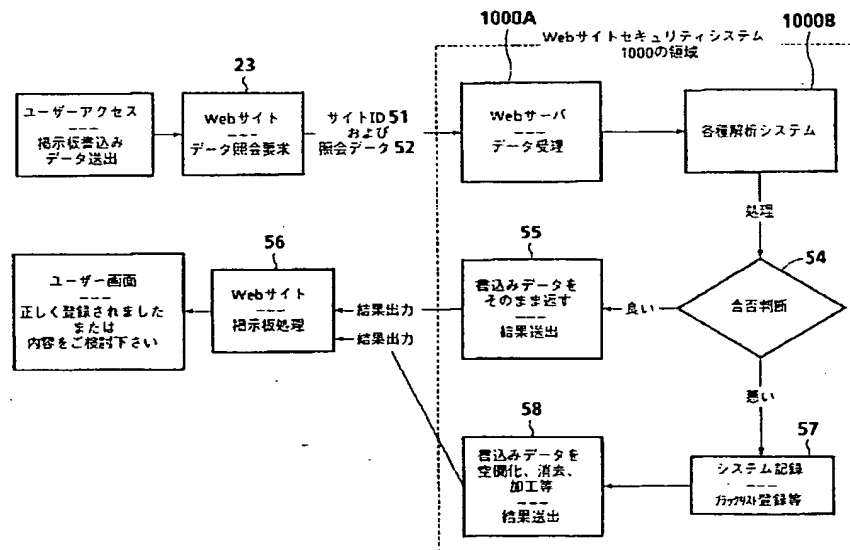 1000A
1000B
Webサイトセキュリティシステム
1000の領域
23
ユーザーアクセス
掲示板書込み
データ送出
Webサイト
データ照会要求
サイトID 51
および
照会データ 52
Webサーバ
データ受理
各種解析システム
処理
54
合否判断
良い
悪い
55
書込みデータを
そのまま返す
結果送出
結果出力
結果出力
56
Webサイト
掲示板処理
ユーザー画面
正しく登録されました
または
内容をご検討下さい
57
システム記録
ブラックリスト登録等
58
書込みデータを
空欄化、消去、
加工等
結果送出